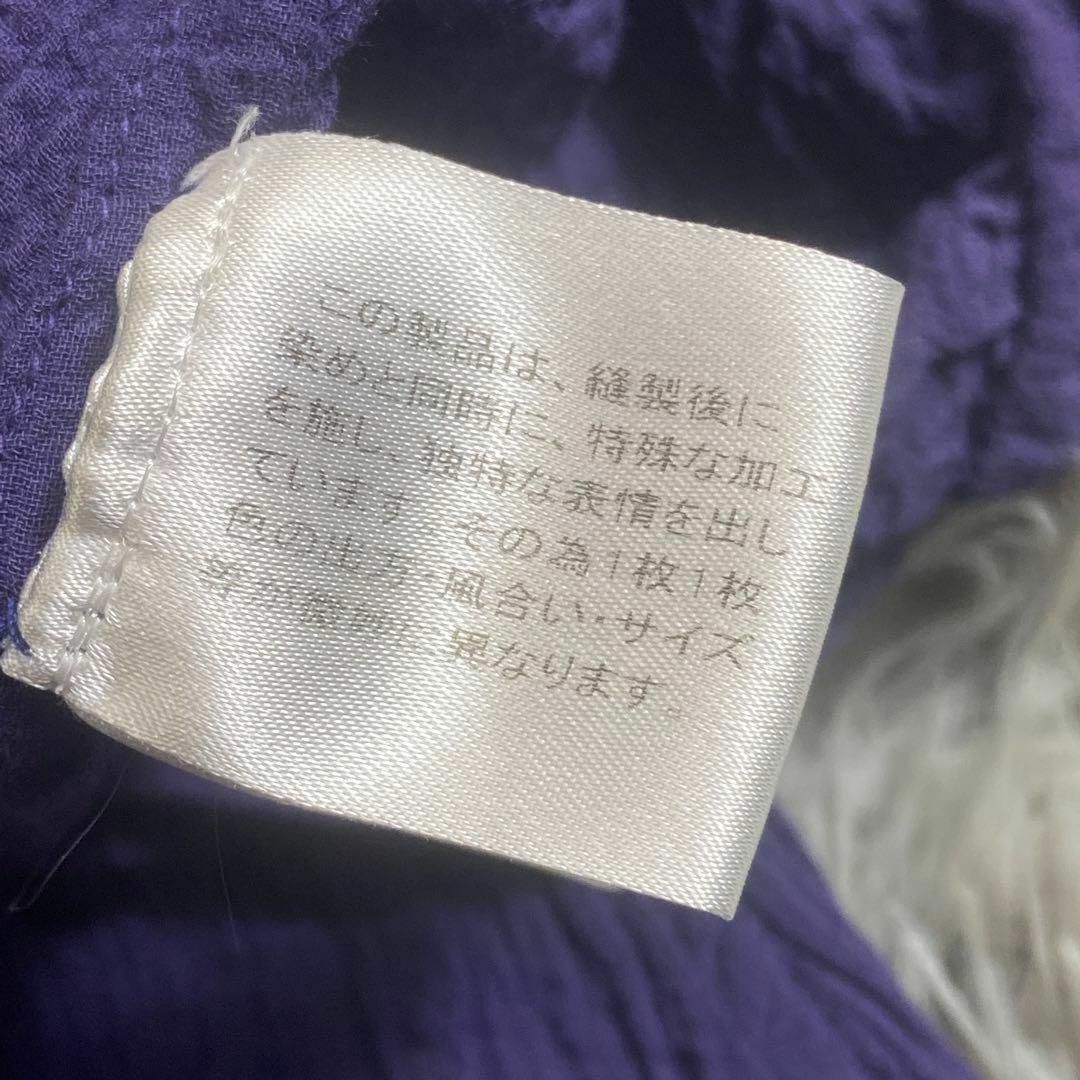 この製品は、縫製後に
染めと同時に、特殊な加工
を施し、独特な表情を出し
ています。その為1枚1枚
色の出方・風合い・サイズ
等が微妙に異なります。